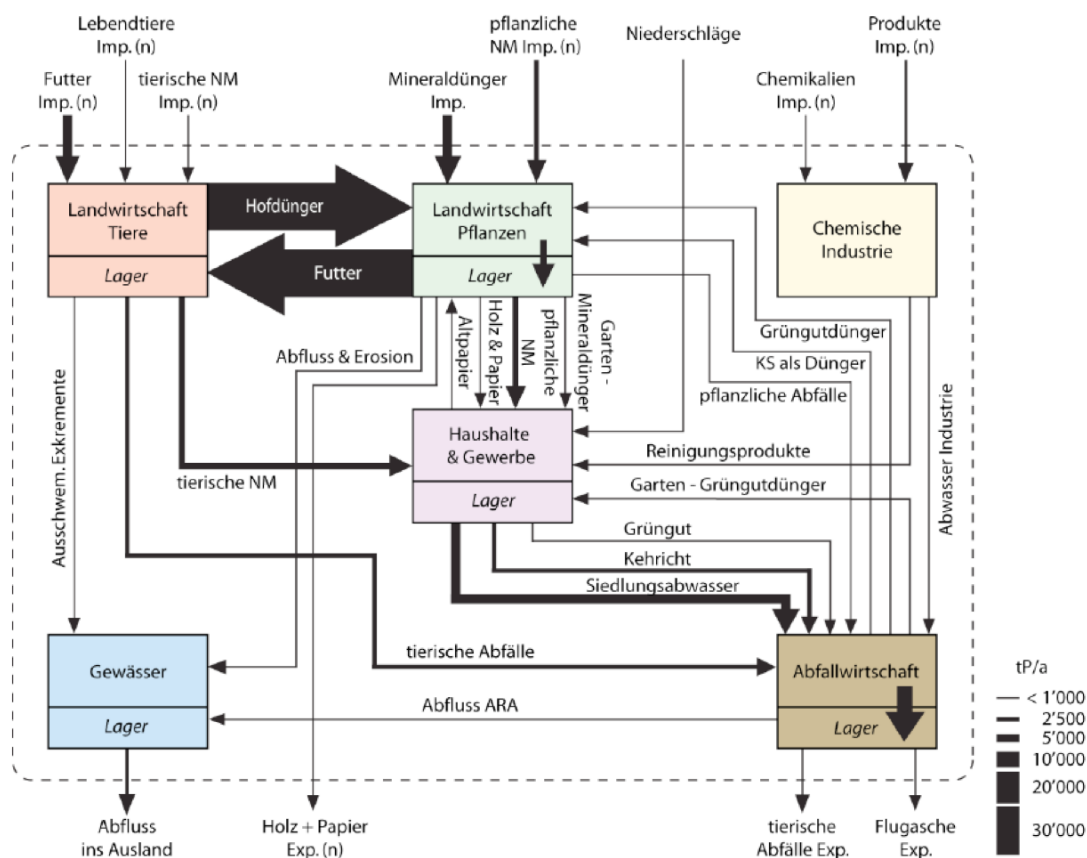 Lebendtiere
Imp. (n)
Futter
Imp. (n)
tierische NM
Imp. (n)
Mineraldünger
Imp.
pflanzliche
NM Imp. (n)
Niederschläge
Chemikalien
Imp. (n)
Produkte
Imp. (n)
Landwirtschaft
Tiere
Lager
Hofdünger
Futter
Landwirtschaft
Pflanzen
Lager
Chemische
Industrie
Grüngutdünger
KS als Dünger
pflanzliche Abfälle
Abfluss & Erosion
Altpapier
Holz & Papier
NM
pflanzliche
Mineraldünger
Garten -
Haushalte
& Gewerbe
Lager
Reinigungsprodukte
Garten - Grüngutdünger
Abwasser Industrie
Ausschwem. Exkremente
tierische NM
Grüngut
Kehricht
Siedlungsabwasser
Gewässer
Lager
tierische Abfälle
Abfluss ARA
Abfallwirtschaft
Lager
Abfluss
ins Ausland
Holz + Papier
Exp. (n)
tierische
Abfälle Exp.
Flugasche
Exp.
tP/a
< 1'000
2'500
5'000
10'000
20'000
30'000